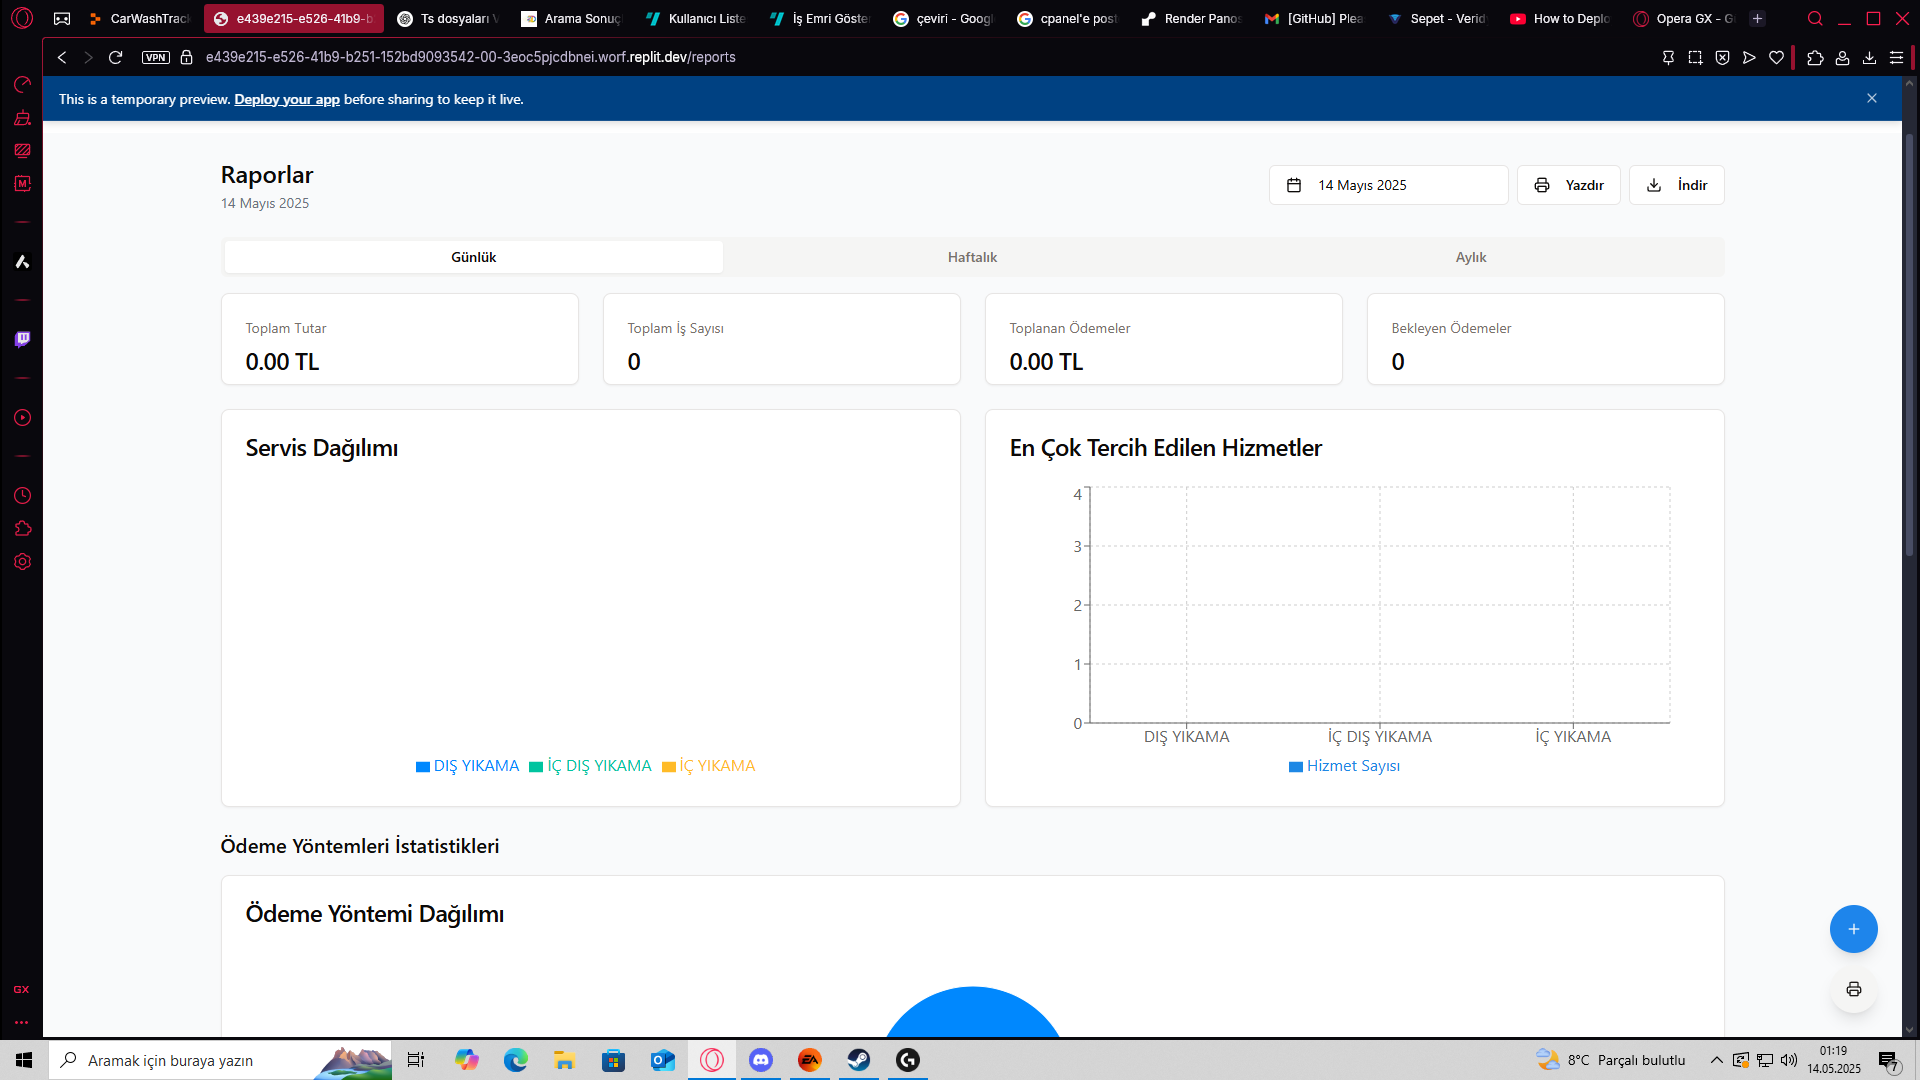 CarWashTrack
e439e215-e526-41b9-b
Ts dosyaları V
Arama Sonuç
Kullanıcı Liste
İş Emri Göster
çeviri - Googl
cpanel'e post
Render Panos
[GitHub] Plea
Sepet - Verid
How to Deplo
Opera GX - G
VPN
e439e215-e526-41b9-b251-152bd9093542-00-3eoc5pjcdbnei.worf.replit.dev/reports
This is a temporary preview. Deploy your app before sharing to keep it live.
Raporlar
14 Mayıs 2025
14 Mayıs 2025
Yazdır
İndir
Günlük
Haftalık
Aylık
Toplam Tutar
0.00 TL
Toplam İş Sayısı
0
Toplanan Ödemeler
0.00 TL
Bekleyen Ödemeler
0
Servis Dağılımı
DIŞ YIKAMA
İÇ DIŞ YIKAMA
İÇ YIKAMA
En Çok Tercih Edilen Hizmetler
4
3
2
1
0
DIŞ YIKAMA
İÇ DIŞ YIKAMA
İÇ YIKAMA
Hizmet Sayısı
Ödeme Yöntemleri İstatistikleri
Ödeme Yöntemi Dağılımı
GX
Aramak için buraya yazın
8°C Parçalı bulutlu
01:19
14.05.2025
7